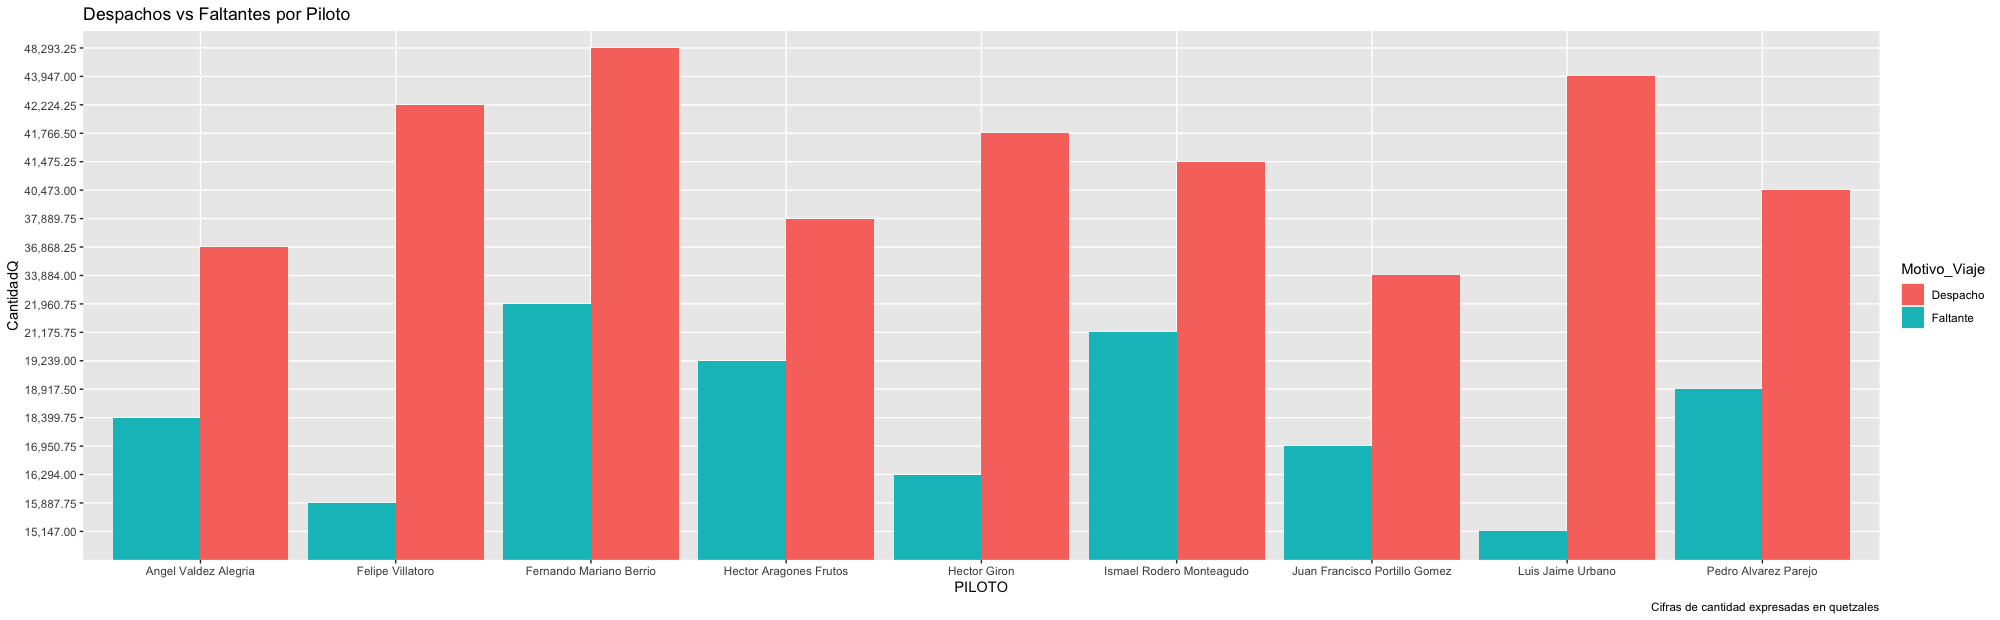 Despachos vs Faltantes por Piloto
CantidadQ
48,293.25
43,947.00
42,224.25
41,766.50
41,475.25
40,473.00
37,889.75
36,868.25
33,884.00
21,960.75
21,175.75
19,239.00
18,917.50
18,399.75
16,950.75
16,294.00
15,887.75
15,147.00
Angel Valdez Alegria
Felipe Villatoro
Fernando Mariano Berrio
Hector Aragones Frutos
Hector Giron
Ismael Rodero Monteagudo
Juan Francisco Portillo Gomez
Luis Jaime Urbano
Pedro Alvarez Parejo
PILOTO
Motivo_Viaje
Despacho
Faltante
Cifras de cantidad expresadas en quetzales